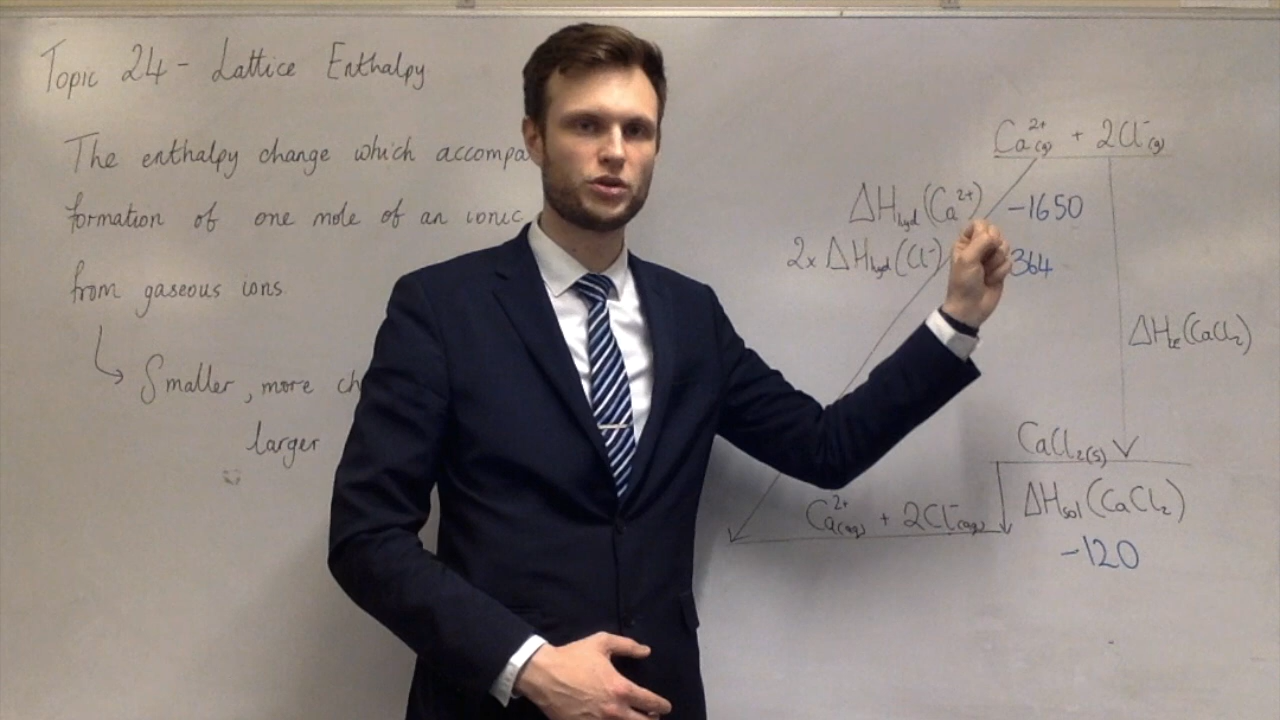 Topic 24 - Lattice Enthalpy
The enthalpy change which accompa
formation of one mole of an ionic
from gaseous ions
↳ Smaller, more ch
larger
Ca²⁺(g) + 2Cl⁻(g)
ΔHhyd(Ca²⁺) -1650
2x ΔHhyd(Cl⁻) 364
ΔHLE(CaCl₂)
CaCl₂(s)
Ca²⁺(aq) + 2Cl⁻(aq)
ΔHsol(CaCl₂)
-120